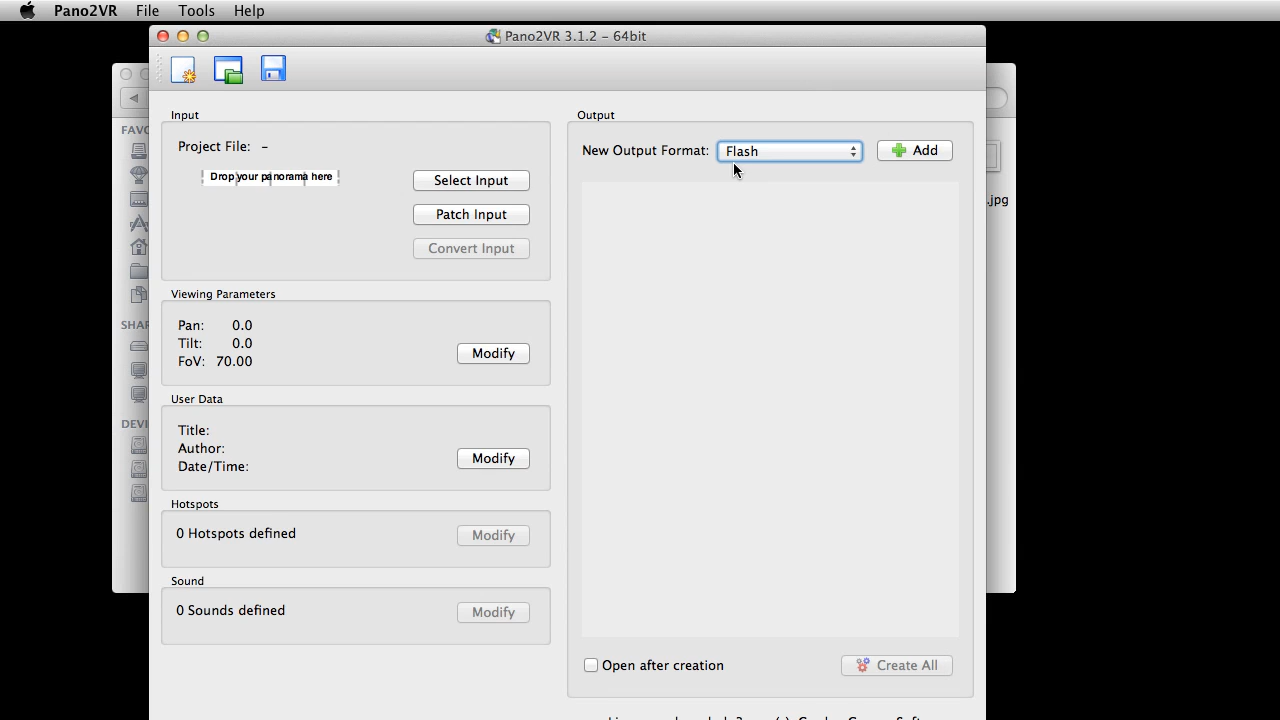 Pano2VR File Tools Help
Pano2VR 3.1.2 - 64bit
Input
Project File: -
Drop your panorama here
Select Input
Patch Input
Convert Input
Viewing Parameters
Pan: 0.0
Tilt: 0.0
FoV: 70.00
Modify
User Data
Title:
Author:
Date/Time:
Modify
Hotspots
0 Hotspots defined
Modify
Sound
0 Sounds defined
Modify
Output
New Output Format: Flash Add
Open after creation
Create All
FAVO
SHAR
DEVI
.jpg